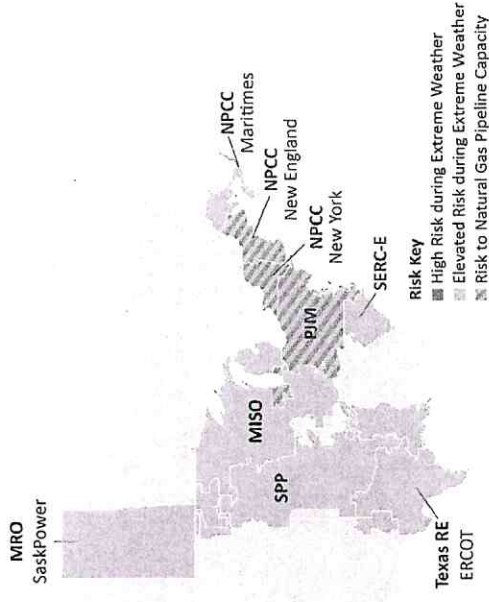 MRO
SaskPower
NPCC
Maritimes
NPCC
New England
NPCC
New York
PJM
SERC-E
MISO
SPP
Texas RE
ERCOT
Risk Key
High Risk during Extreme Weather
Elevated Risk during Extreme Weather
Risk to Natural Gas Pipeline Capacity